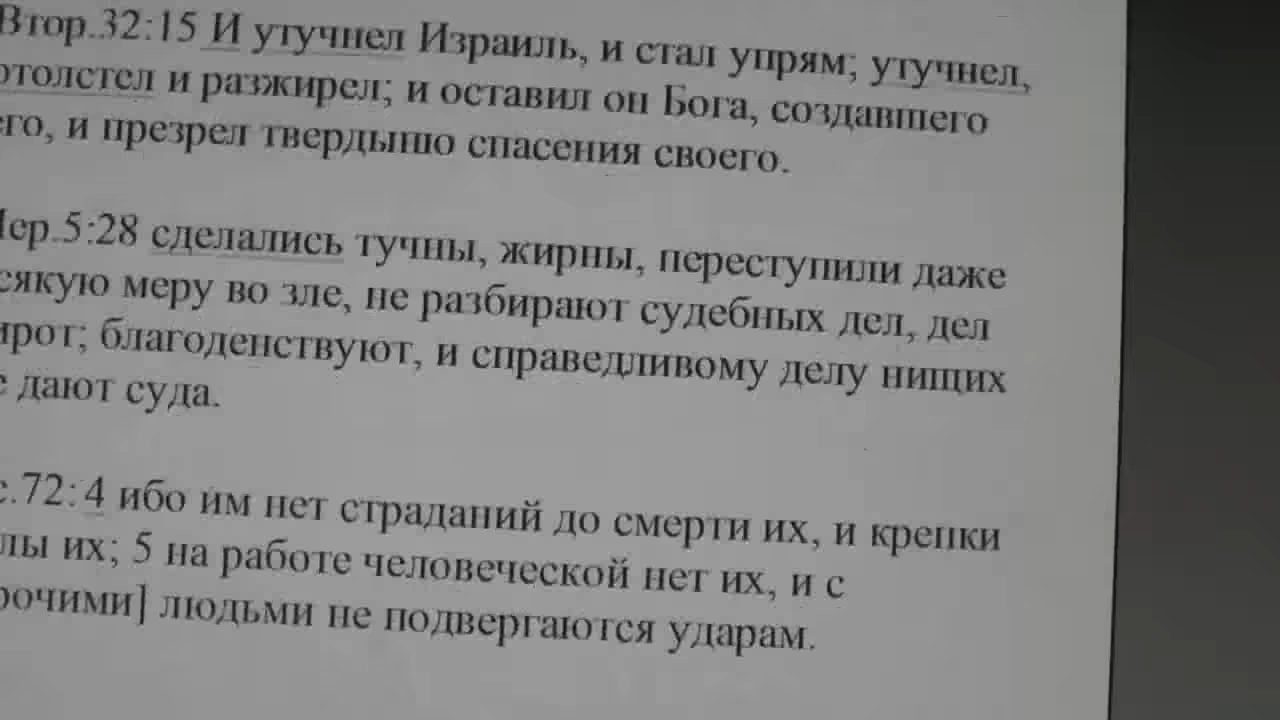 Втор.32:15 И утучнел Израиль, и стал упрям; утучнел,
отолстел и разжирел; и оставил он Бога, создавшего
его, и презрел твердыню спасения своего.
Иер.5:28 сделались тучны, жирны, переступили даже
сякую меру во зле, не разбирают судебных дел, дел
ирот; благоденствуют, и справедливому делу нищих
е дают суда.
с.72:4 ибо им нет страданий до смерти их, и крепки
лы их; 5 на работе человеческой нет их, и с
рочими] людьми не подвергаются ударам.